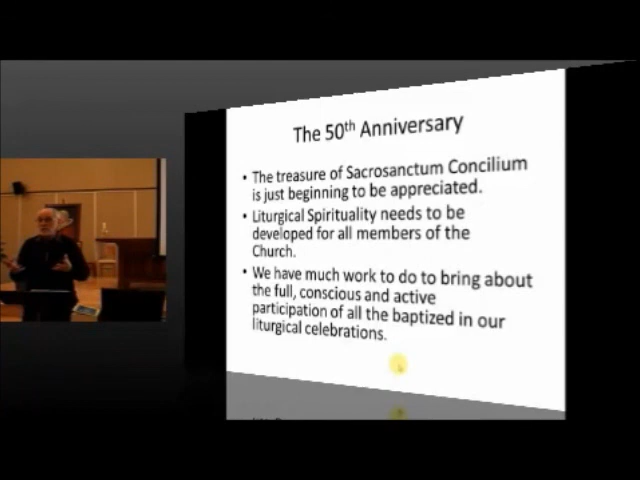 The 50th Anniversary
• The treasure of Sacrosanctum Concilium
is just beginning to be appreciated.
• Liturgical Spirituality needs to be
developed for all members of the
Church.
• We have much work to do to bring about
the full, conscious and active
participation of all the baptized in our
liturgical celebrations.